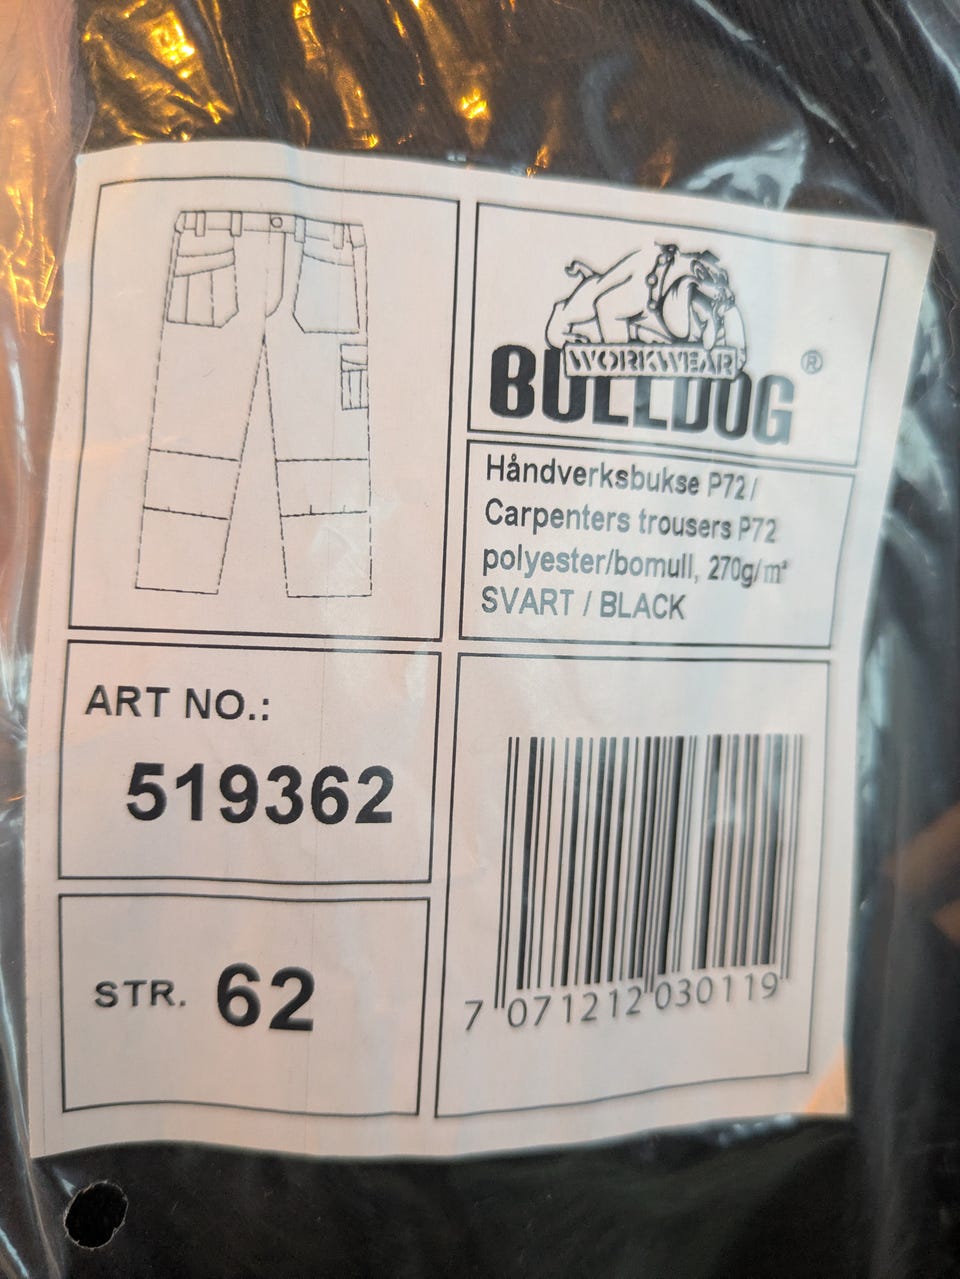 WORKWEAR
BULLDOG®
Håndverksbukse P72/
Carpenters trousers P72
polyester/bomull, 270g/m²
SVART / BLACK
ART NO.:
519362
STR. 62
7 071212 030119